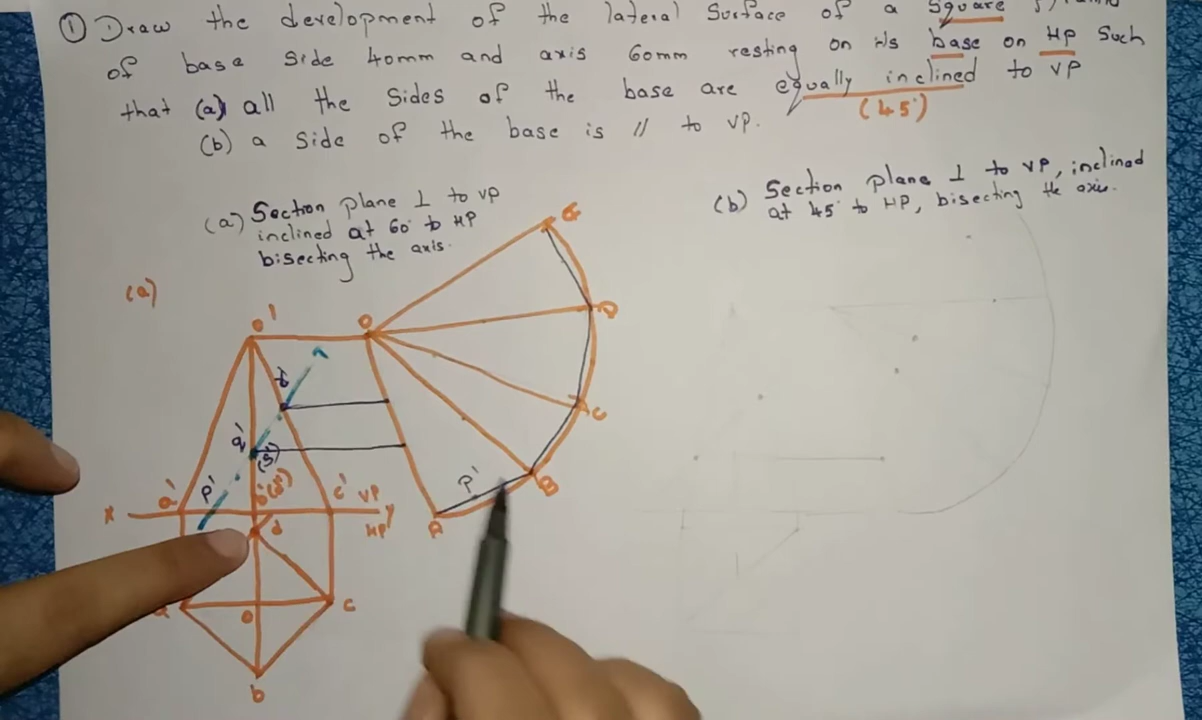 ① Draw the development of the lateral Surface of a Square
of base side 40mm and axis 60mm resting on its base on HP such
that (a) all the sides of the base are equally inclined to VP
(45°)
(b) a side of the base is // to VP.
(a) Section plane ⊥ to VP
inclined at 60° to HP
bisecting the axis.
(b) Section plane ⊥ to VP, inclined
at 45° to HP, bisecting the axis.
(a)
o'
O
D
C
B
A
q'
(s')
p'
p'
a'
b'(d')
c'
VP
X
Y
HP
d
a
o
c
b